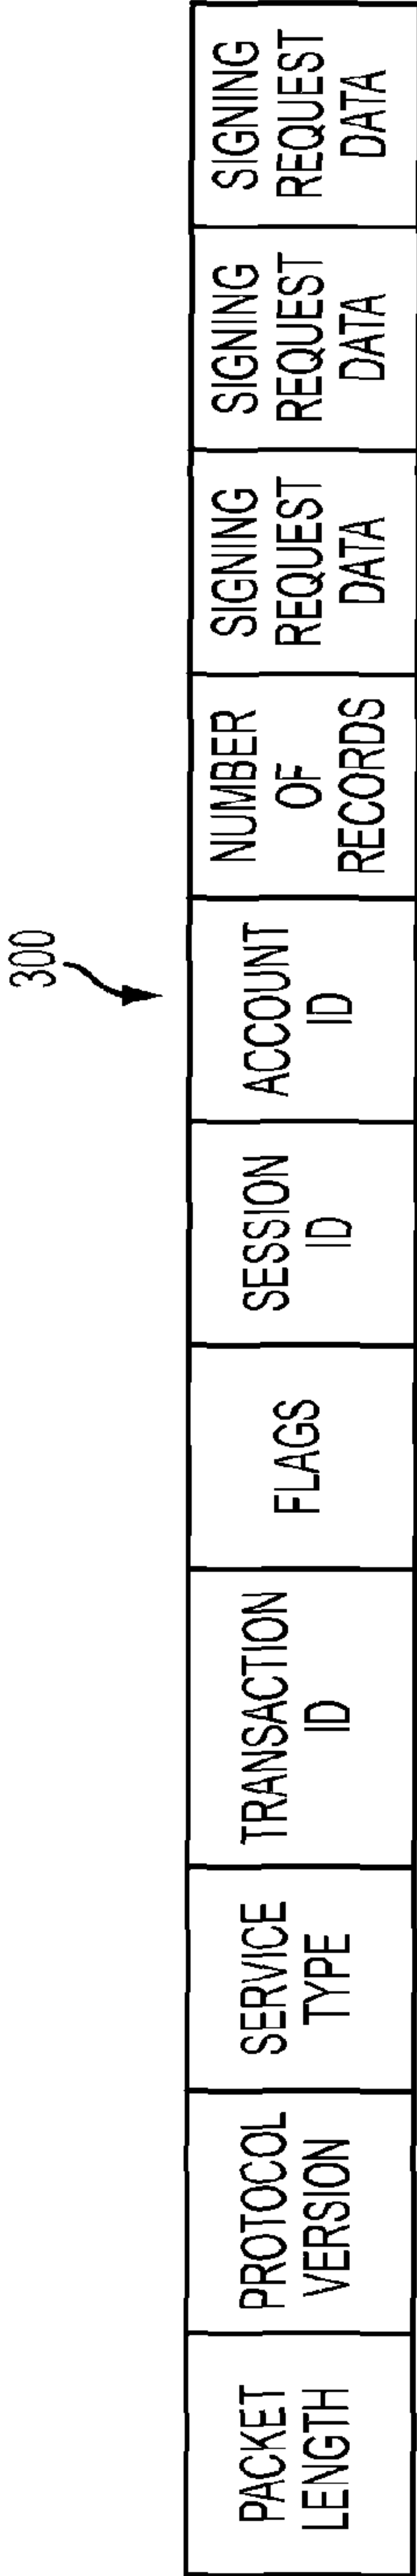 300
PACKET
LENGTH
PROTOCOL
VERSION
SERVICE
TYPE
TRANSACTION
ID
FLAGS
SESSION
ID
ACCOUNT
ID
NUMBER
OF
RECORDS
SIGNING
REQUEST
DATA
SIGNING
REQUEST
DATA
SIGNING
REQUEST
DATA